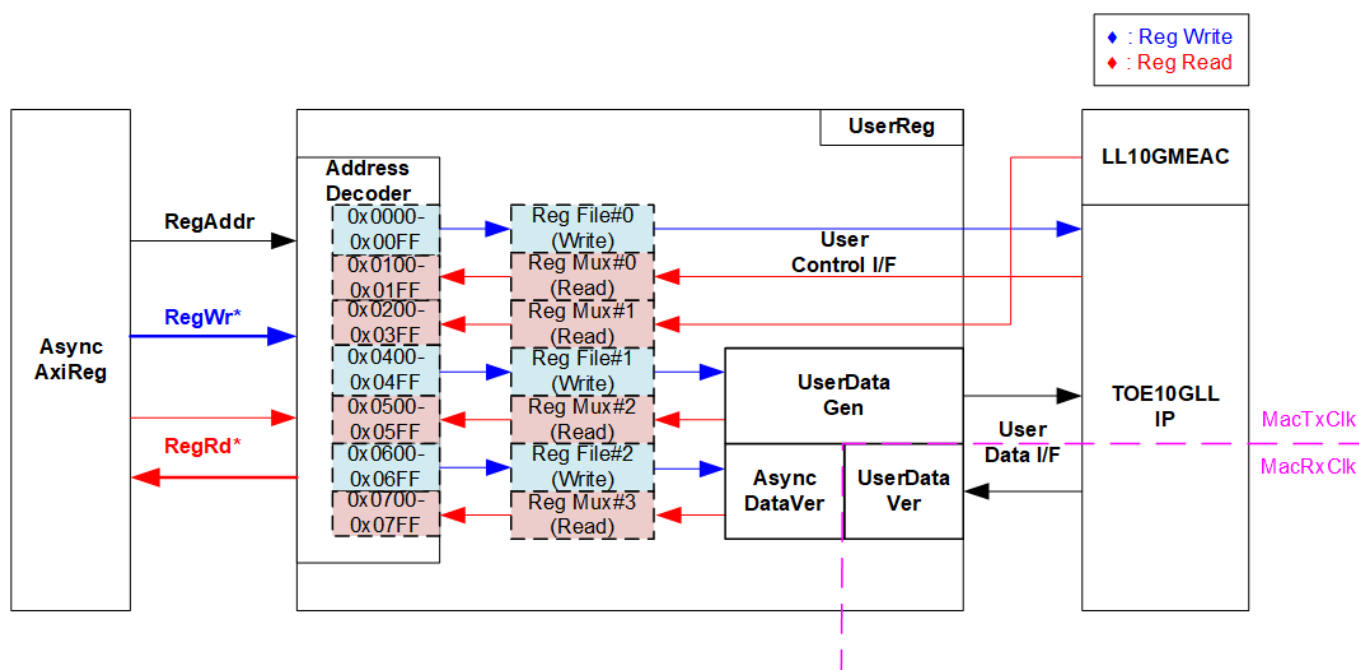 ♦ : Reg Write
♦ : Reg Read
UserReg
LL10GMEAC
Address
Decoder
RegAddr
0x0000-
0x00FF
Reg File#0
(Write)
User
Control I/F
0x0100-
0x01FF
Reg Mux#0
(Read)
RegWr*
0x0200-
0x03FF
Reg Mux#1
(Read)
Async
AxiReg
0x0400-
0x04FF
Reg File#1
(Write)
UserData
Gen
TOE10GLL
IP
0x0500-
0x05FF
Reg Mux#2
(Read)
User
Data I/F
MacTxClk
MacRxClk
RegRd*
0x0600-
0x06FF
Reg File#2
(Write)
Async
DataVer
UserData
Ver
0x0700-
0x07FF
Reg Mux#3
(Read)